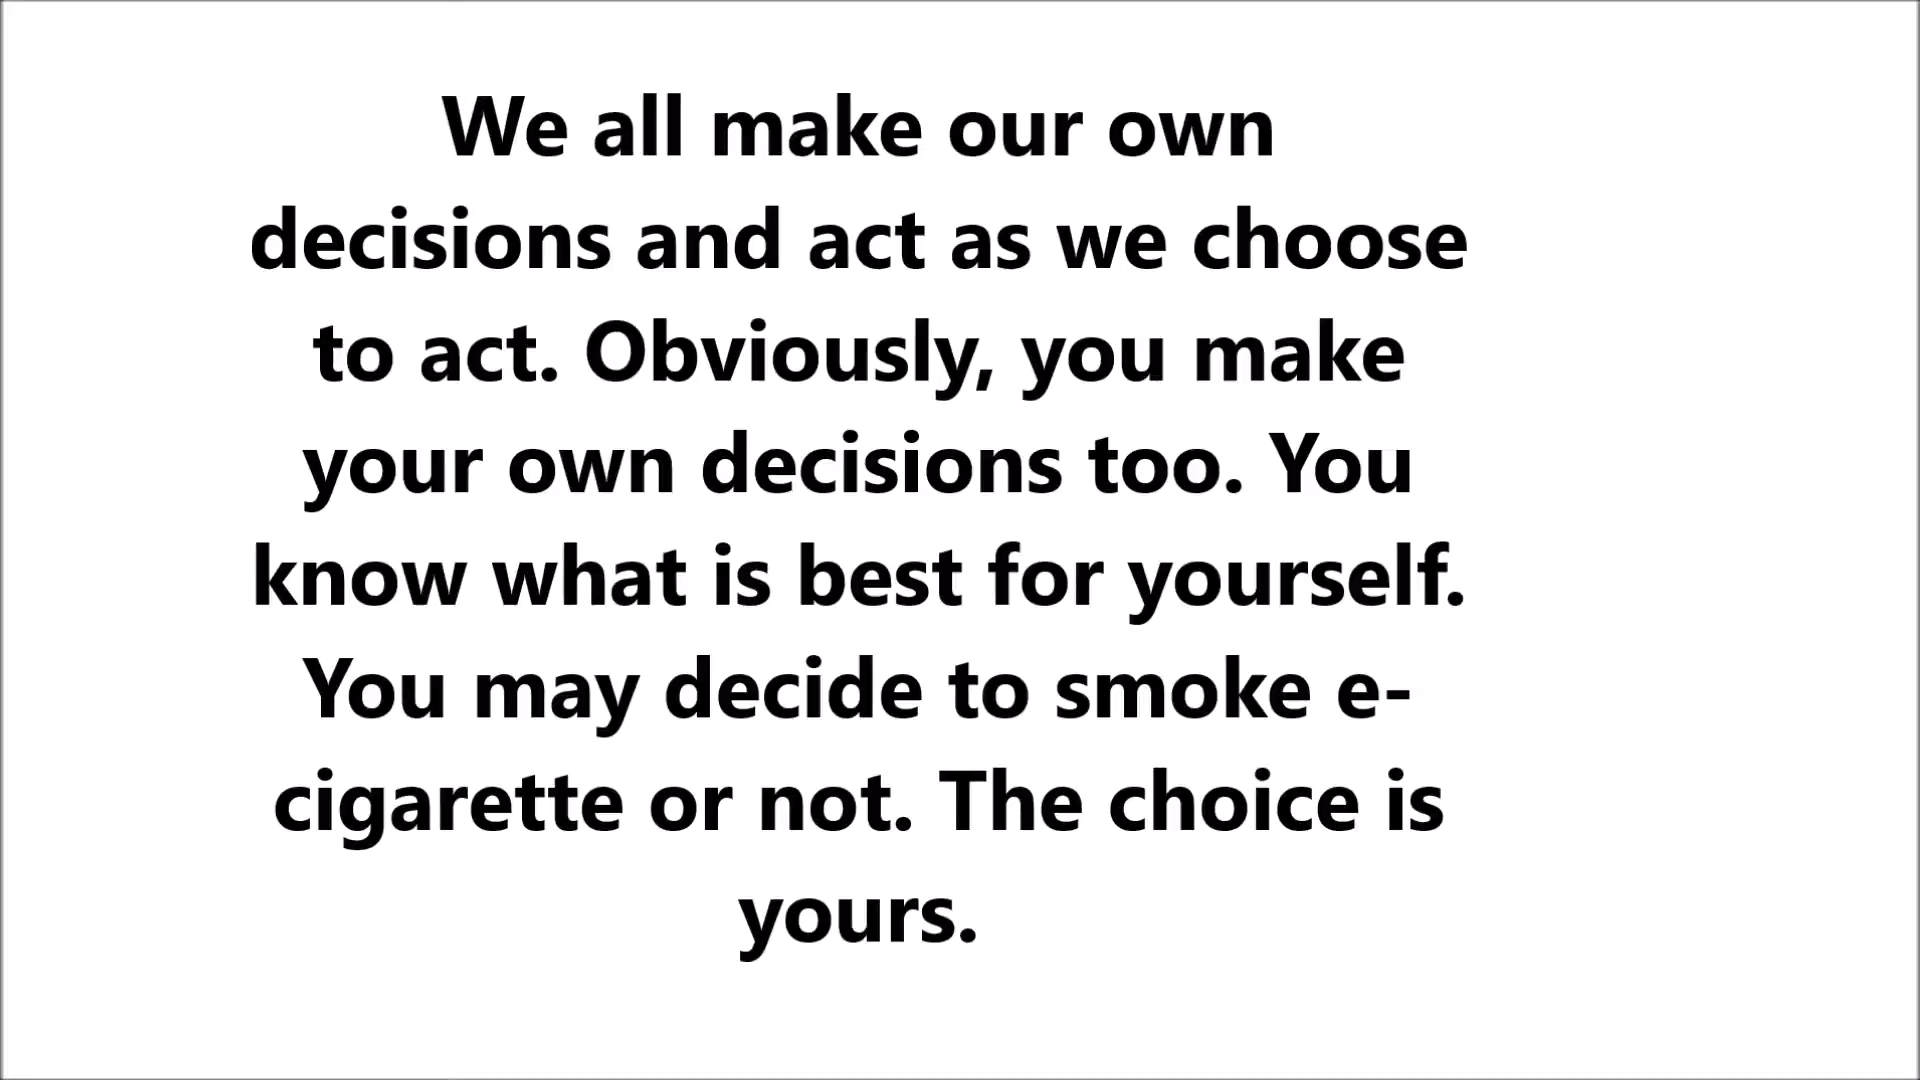 We all make our own
decisions and act as we choose
to act. Obviously, you make
your own decisions too. You
know what is best for yourself.
You may decide to smoke e-
cigarette or not. The choice is
yours.